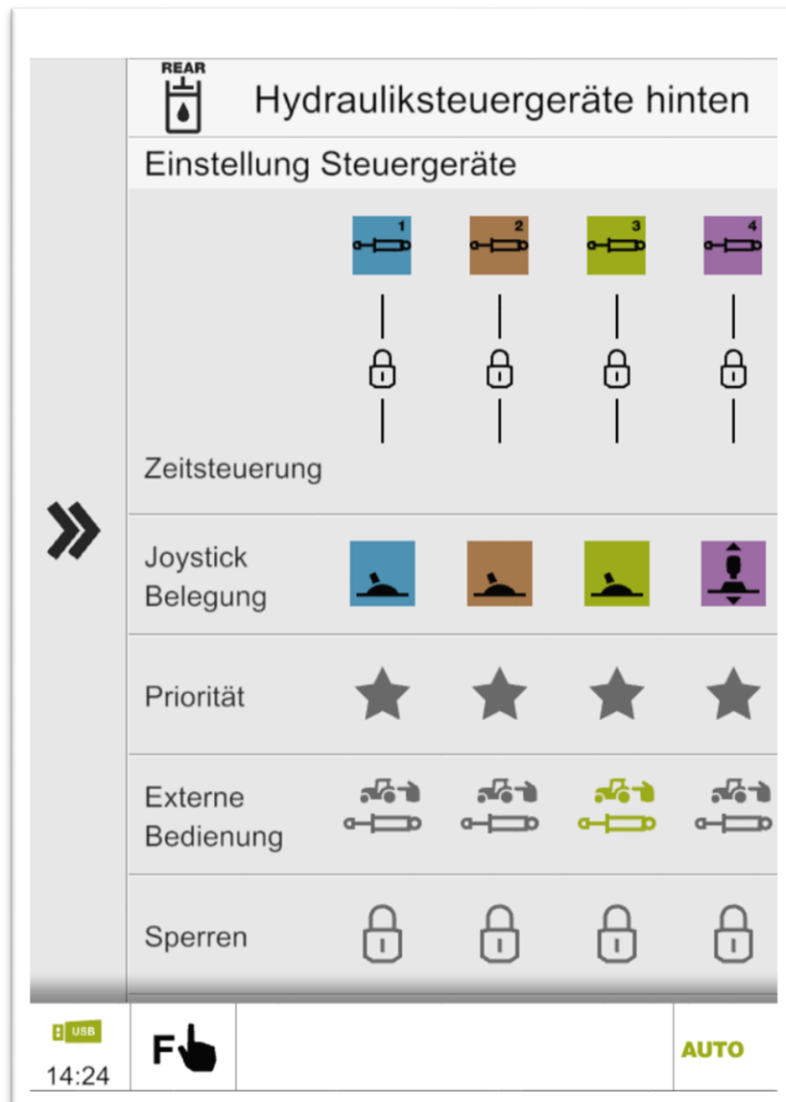 REAR
Hydrauliksteuergeräte hinten
Einstellung Steuergeräte
1 2 3 4
Zeitsteuerung
Joystick
Belegung
Priorität
Externe
Bedienung
Sperren
USB
14:24
F
AUTO